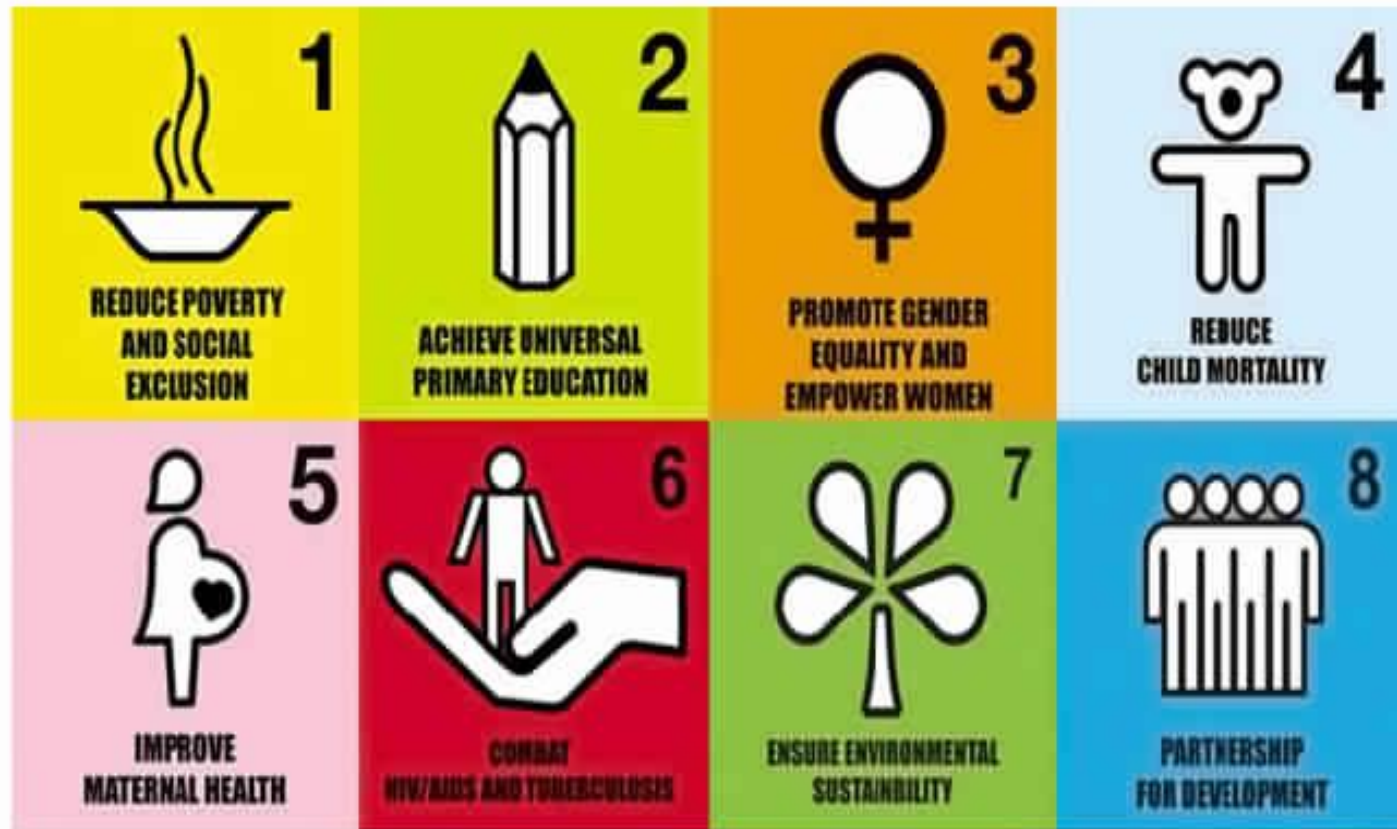 1
REDUCE POVERTY
AND SOCIAL
EXCLUSION
2
ACHIEVE UNIVERSAL
PRIMARY EDUCATION
3
PROMOTE GENDER
EQUALITY AND
EMPOWER WOMEN
4
REDUCE
CHILD MORTALITY
5
IMPROVE
MATERNAL HEALTH
6
COMBAT
HIV/AIDS AND TUBERCULOSIS
7
ENSURE ENVIRONMENTAL
SUSTAINBILITY
8
PARTNERSHIP
FOR DEVELOPMENT